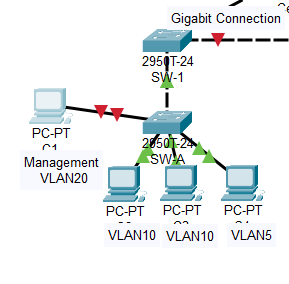 Gigabit Connection
2950T-24
SW-1
PC-PT
2950T-24
SW-A
Management
VLAN20
PC-PT
PC-PT
PC-PT
VLAN10
VLAN10
VLAN5